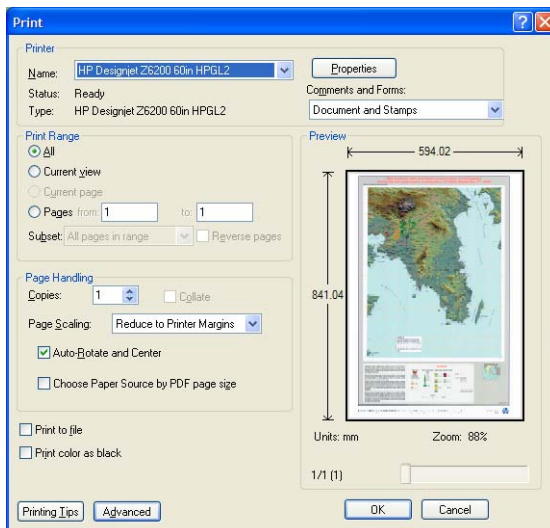 Print
Printer
Name: HP Designjet Z6200 60in HPGL2
Properties
Status: Ready
Comments and Forms:
Type: HP Designjet Z6200 60in HPGL2
Document and Stamps
Print Range
All
Current view
Current page
Pages from: 1 to: 1
Subset: All pages in range
Reverse pages
Page Handling
Copies: 1
Collate
Page Scaling: Reduce to Printer Margins
Auto-Rotate and Center
Choose Paper Source by PDF page size
Print to file
Print color as black
Preview
594.02
841.04
Units: mm Zoom: 88%
1/1 (1)
Printing Tips
Advanced
OK
Cancel